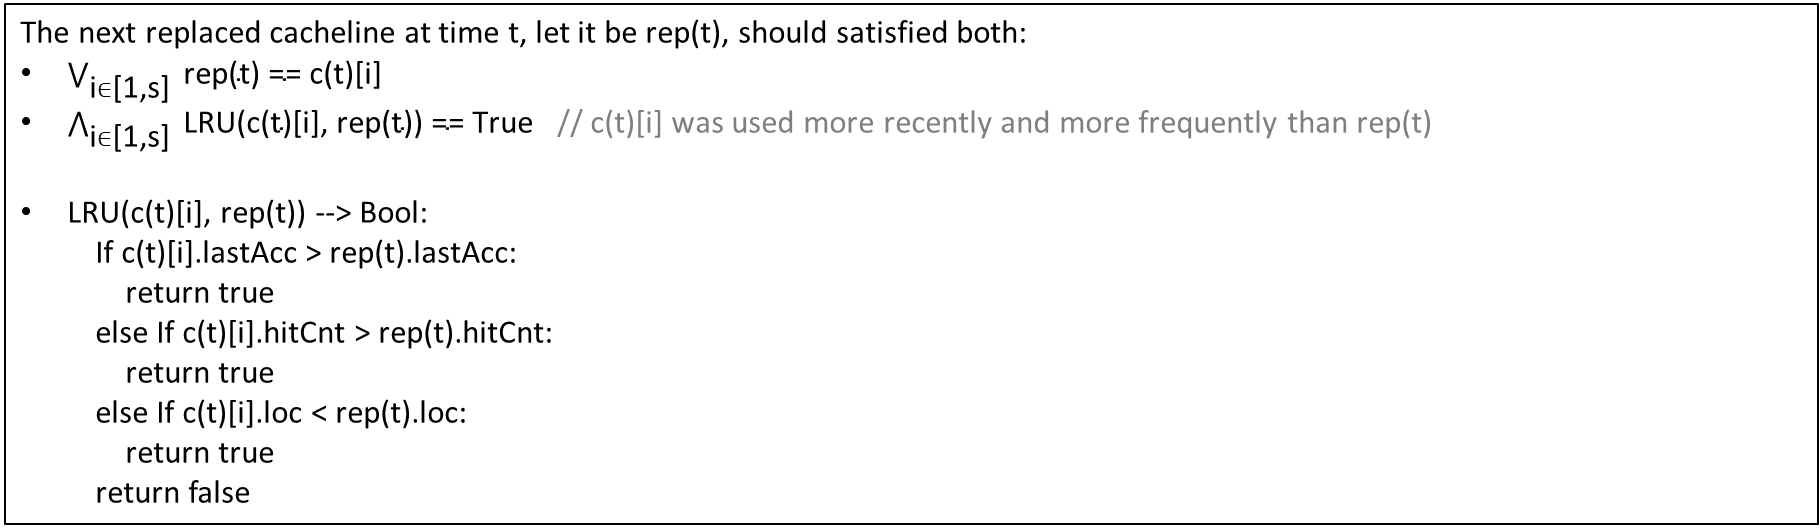 The next replaced cacheline at time t, let it be rep(t), should satisfied both:
• ⋁i∈[1,s] rep(t) == c(t)[i]
• ⋀i∈[1,s] LRU(c(t)[i], rep(t)) == True // c(t)[i] was used more recently and more frequently than rep(t)
• LRU(c(t)[i], rep(t)) --> Bool:
If c(t)[i].lastAcc > rep(t).lastAcc:
return true
else If c(t)[i].hitCnt > rep(t).hitCnt:
return true
else If c(t)[i].loc < rep(t).loc:
return true
return false